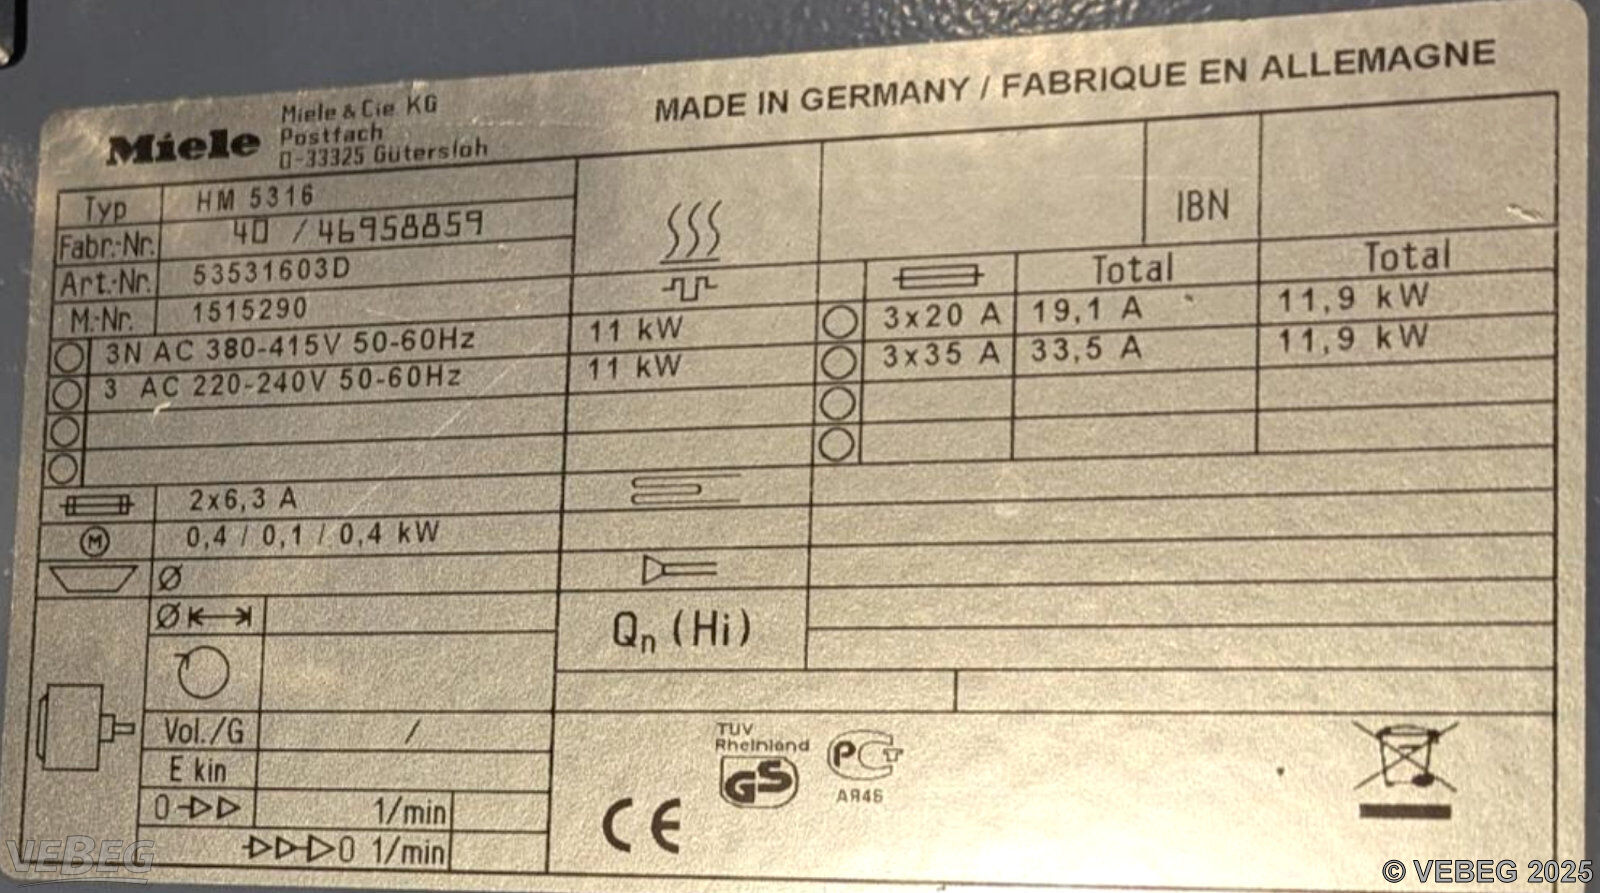 Miele
Miele & Cie. KG
Postfach
D-33325 Gütersloh
MADE IN GERMANY / FABRIQUE EN ALLEMAGNE
Typ HM 5316
Fabr.-Nr. 40 / 46958859
Art.-Nr. 53531603D
M.-Nr. 1515290
IBN
Total Total
3N AC 380-415V 50-60Hz 11 kW 3x20 A 19,1 A 11,9 kW
3 AC 220-240V 50-60Hz 11 kW 3x35 A 33,5 A 11,9 kW
2x6,3 A
M 0,4 / 0,1 / 0,4 kW
Ø
Ø
Qn (Hi)
Vol./G /
E kin
0 1/min
0 1/min
TÜV
Rheinland
GS
PC
AЯ46
CE
VEBEG
© VEBEG 2025